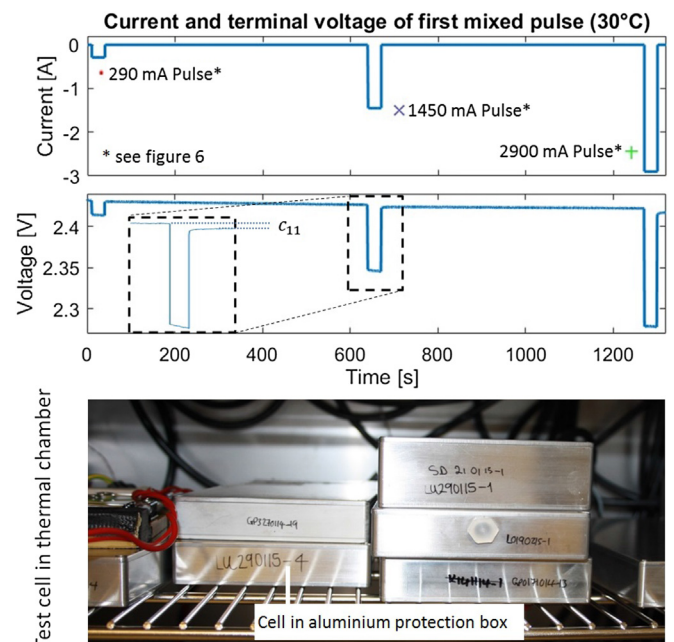 Current and terminal voltage of first mixed pulse (30°C)
Current [A]
0
-1
-2
-3
290 mA Pulse*
1450 mA Pulse*
2900 mA Pulse*
* see figure 6
Voltage [V]
2.4
2.35
2.3
c11
0
200
400
600
800
1000
1200
Time [s]
Test cell in thermal chamber
SD 210115-1
LU290115-1
LU290115-4
Cell in aluminium protection box